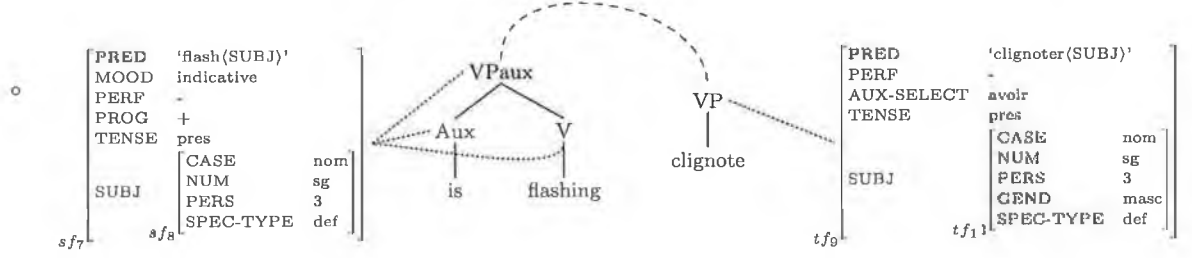 PRED 'flash⟨SUBJ⟩'
MOOD indicative
PERF -
PROG +
TENSE pres
SUBJ
CASE nom
NUM sg
PERS 3
SPEC-TYPE def
sf7
sf8
VPaux
Aux V
is flashing
VP
clignote
PRED 'clignoter⟨SUBJ⟩'
PERF -
AUX-SELECT avoir
TENSE pres
SUBJ
CASE nom
NUM sg
PERS 3
GEND masc
SPEC-TYPE def
tf9